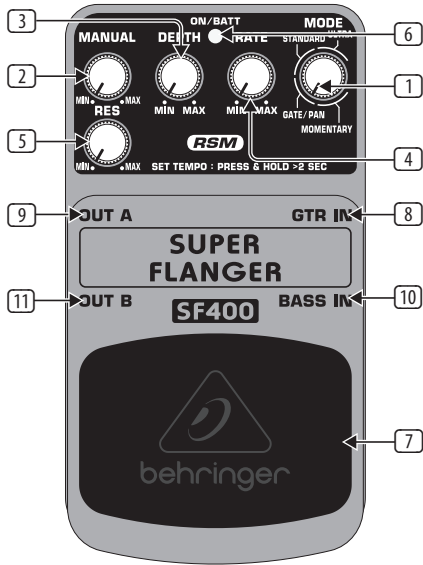 3 ON/BATT MODE 6
MANUAL DEPTH RATE STANDARD ULTRA
2 1
MIN MAX MIN MAX MIN MAX GATE/PAN
RES MOMENTARY
5 4
RSM
MIN MAX SET TEMPO : PRESS & HOLD >2 SEC
9 OUT A GTR IN 8
SUPER
FLANGER
11 OUT B BASS IN 10
SF400
7
behringer